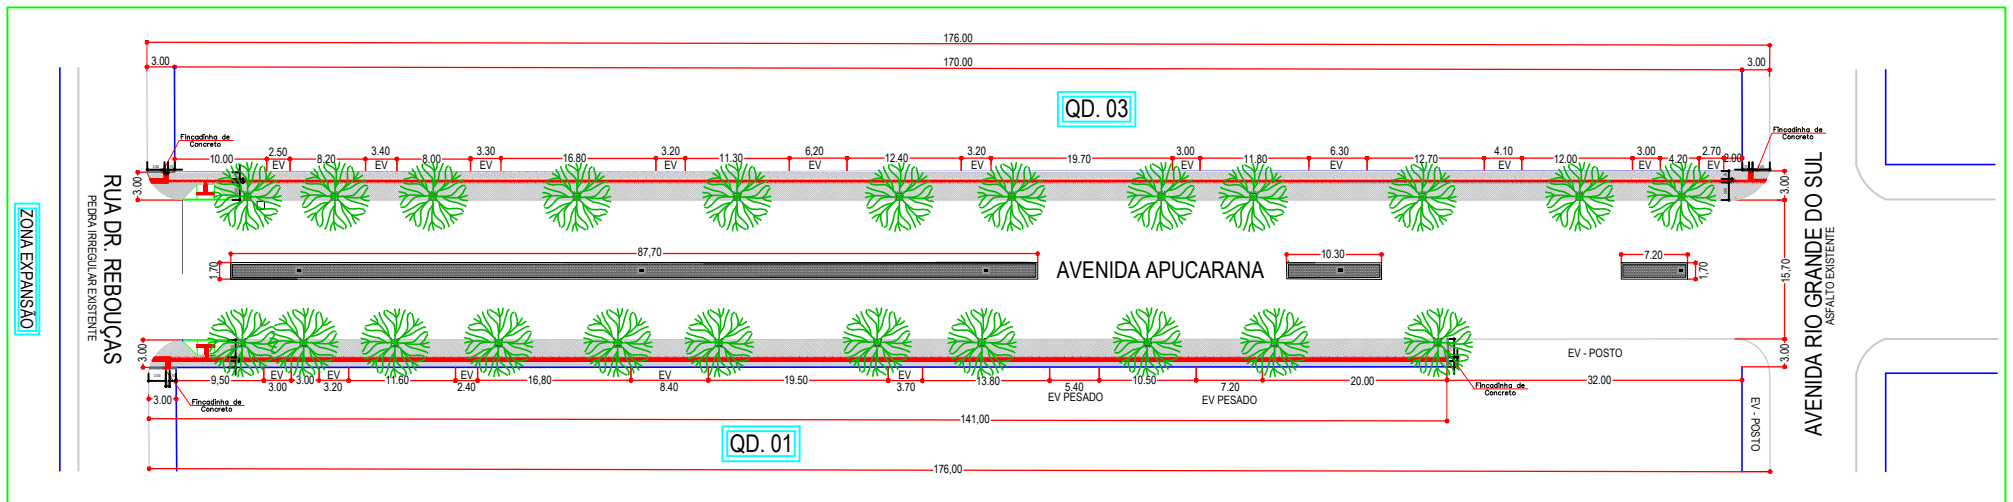 176.00
3.00
170.00
3.00
QD. 03
Fincadinha de
Concreto
Fincadinha de
Concreto
10.00
2.50
EV
8.20
3.40
EV
8.00
3.30
EV
16.80
3.20
EV
11.30
6.20
EV
12.40
3.20
EV
19.70
3.00
EV
11.80
6.30
EV
12.70
4.10
EV
12.00
3.00
EV
4.20
2.70
EV
2.00
3.00
3.00
ZONA EXPANSÃO
RUA DR. REBOUÇAS
PEDRA IRREGULAR EXISTENTE
87,70
1,70
AVENIDA APUCARANA
10.30
7.20
1,70
15,70
AVENIDA RIO GRANDE DO SUL
ASFALTO EXISTENTE
3.00
3.00
EV - POSTO
9,50
EV
3.00
3.00
EV
3.20
11.60
EV
2.40
16.80
EV
8.40
19.50
EV
3.70
13.80
5.40
EV PESADO
10.50
7.20
EV PESADO
20.00
32.00
Fincadinha de
Concreto
Fincadinha de
Concreto
3.00
141,00
EV - POSTO
QD. 01
176,00